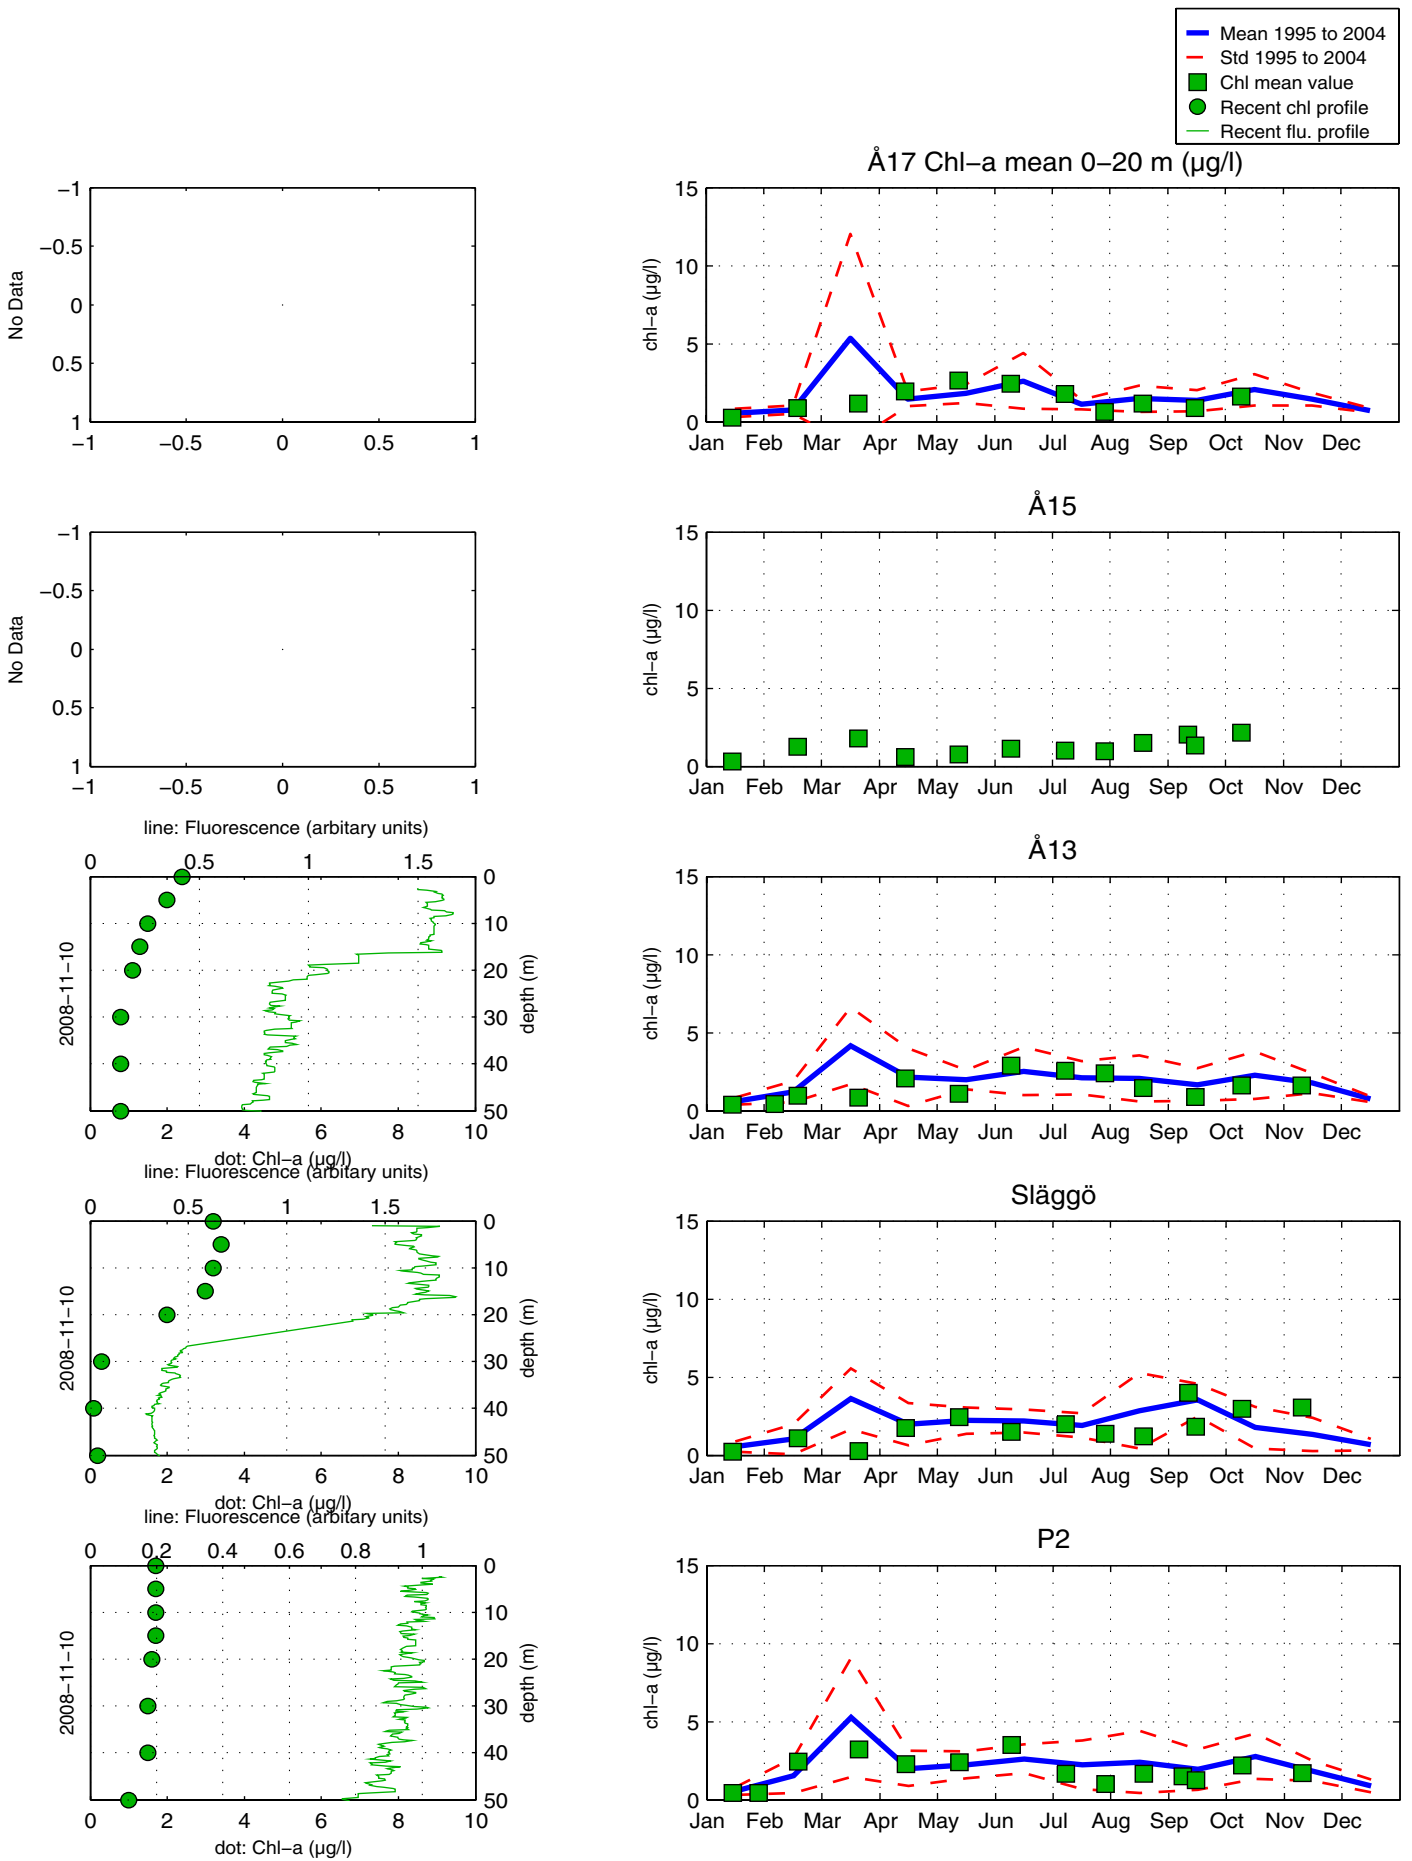 Mean 1995 to 2004
Std 1995 to 2004
Chl mean value
Recent chl profile
Recent flu. profile
Å17 Chl−a mean 0−20 m (µg/l)
No Data
−1
−0.5
0
0.5
1
−1 −0.5 0 0.5 1
chl−a (µg/l)
15
10
5
0
Jan Feb Mar Apr May Jun Jul Aug Sep Oct Nov Dec
Å15
No Data
−1
−0.5
0
0.5
1
−1 −0.5 0 0.5 1
chl−a (µg/l)
15
10
5
0
Jan Feb Mar Apr May Jun Jul Aug Sep Oct Nov Dec
line: Fluorescence (arbitary units)
0 0.5 1 1.5
2008−11−10
0
10
20
30
40
50
depth (m)
0 2 4 6 8 10
dot: Chl−a (µg/l)
Å13
chl−a (µg/l)
15
10
5
0
Jan Feb Mar Apr May Jun Jul Aug Sep Oct Nov Dec
line: Fluorescence (arbitary units)
0 0.5 1 1.5
2008−11−10
0
10
20
30
40
50
depth (m)
0 2 4 6 8 10
dot: Chl−a (µg/l)
Släggö
chl−a (µg/l)
15
10
5
0
Jan Feb Mar Apr May Jun Jul Aug Sep Oct Nov Dec
line: Fluorescence (arbitary units)
0 0.2 0.4 0.6 0.8 1
2008−11−10
0
10
20
30
40
50
depth (m)
0 2 4 6 8 10
dot: Chl−a (µg/l)
P2
chl−a (µg/l)
15
10
5
0
Jan Feb Mar Apr May Jun Jul Aug Sep Oct Nov Dec